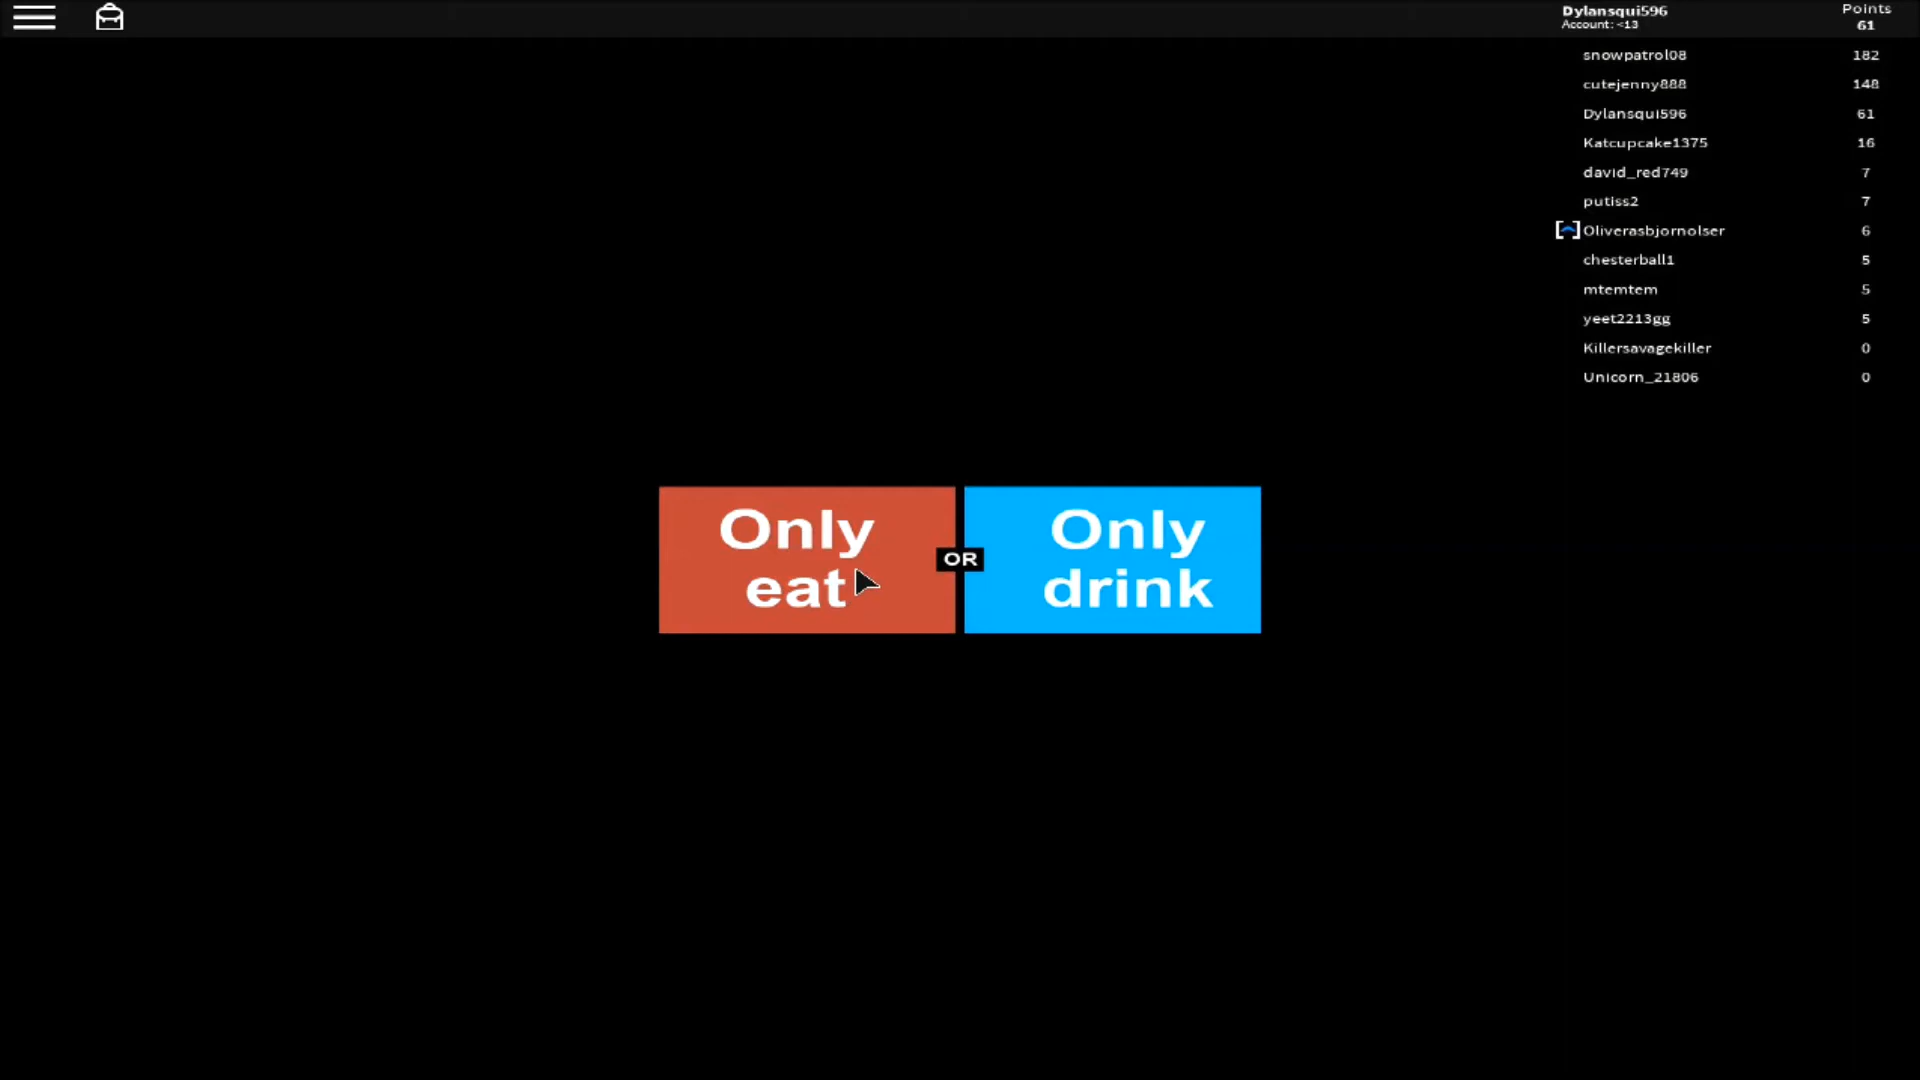 Dylansqui596 Points
Account: <13 61
snowpatrol08 182
cutejenny888 148
Dylansqui596 61
Katcupcake1375 16
david_red749 7
putiss2 7
Oliverasbjornolser 6
chesterball1 5
mtemtem 5
yeet2213gg 5
Killersavagekiller 0
Unicorn_21806 0
Only
eat
OR
Only
drink